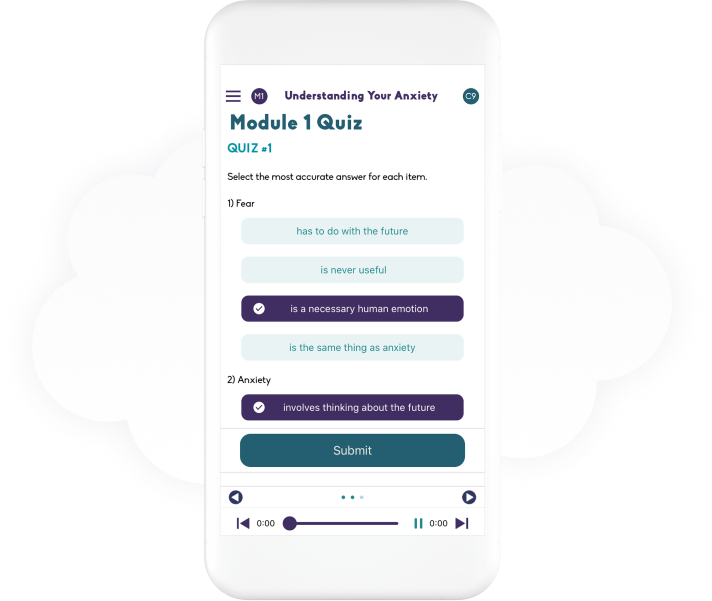 M1 Understanding Your Anxiety C9
Module 1 Quiz
QUIZ #1
Select the most accurate answer for each item.
1) Fear
has to do with the future
is never useful
is a necessary human emotion
is the same thing as anxiety
2) Anxiety
involves thinking about the future
Submit
0:00 0:00